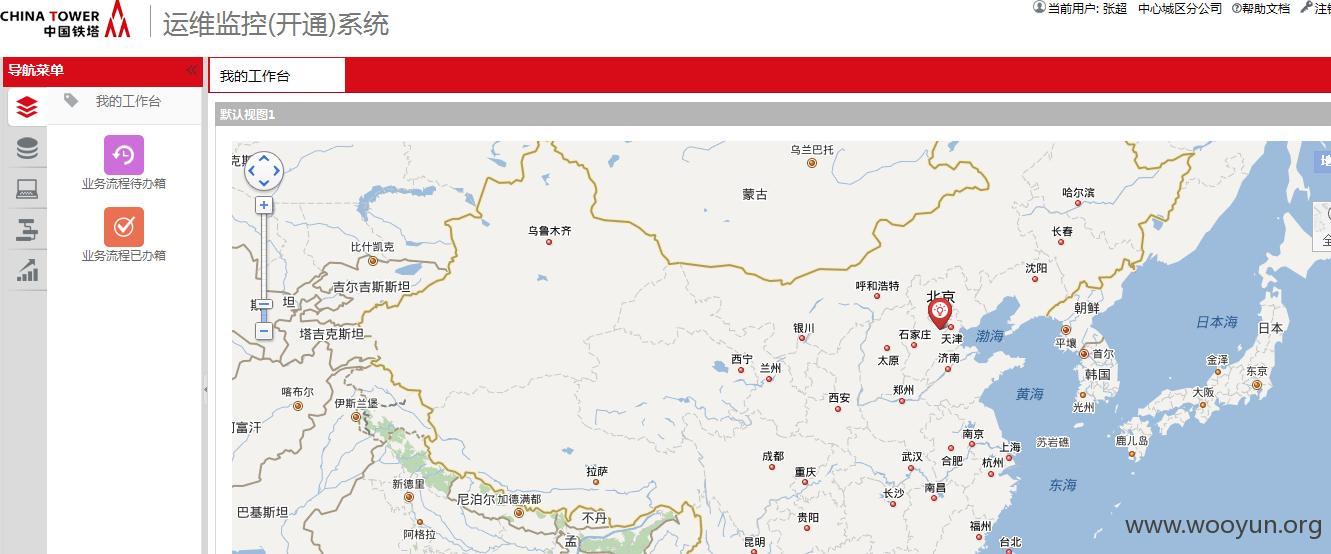 CHINA TOWER
中国铁塔
运维监控(开通)系统
当前用户: 张超 中心城区分公司 帮助文档
导航菜单
我的工作台
我的工作台
业务流程待办箱
业务流程已办箱
默认视图1
乌兰巴托
蒙古
哈尔滨
长春
沈阳
乌鲁木齐
比什凯克
吉尔吉斯斯坦
坦
塔吉克斯坦
呼和浩特
北京
天津
石家庄
太原
济南
渤海
银川
西宁
兰州
西安
郑州
朝鲜
平壤
首尔
韩国
光州
日本海
日本
金泽
东京
大阪
鹿儿岛
黄海
苏岩礁
东海
喀布尔
伊斯兰堡
阿富汗
新德里
尼泊尔
加德满都
巴基斯坦
阿格拉
不丹
孟
拉萨
成都
重庆
贵阳
昆明
武汉
长沙
南昌
合肥
南京
上海
杭州
福州
台北
www.wooyun.org